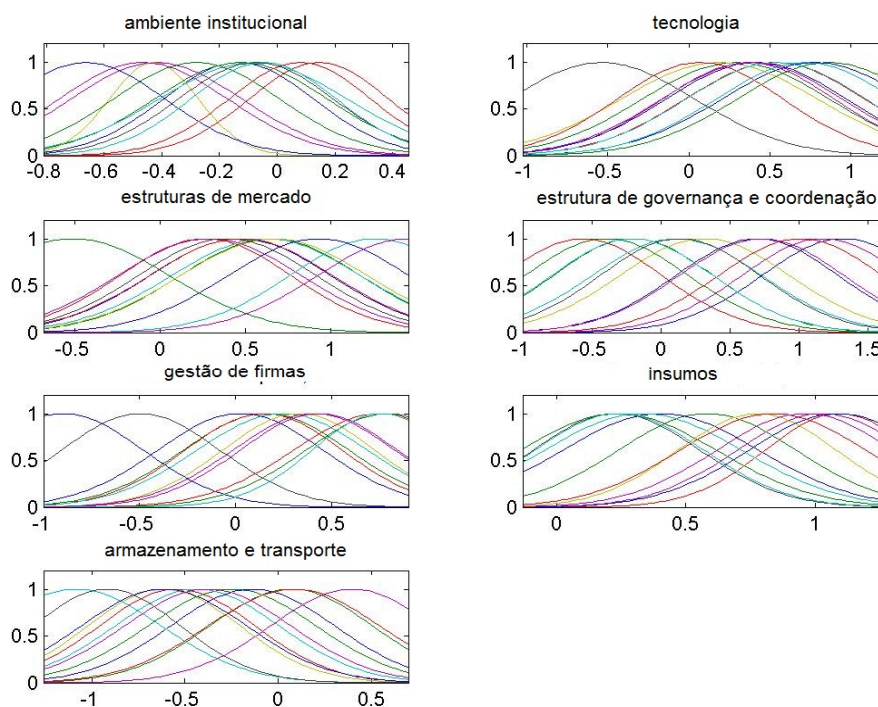 ambiente institucional
1
0.5
0
-0.8 -0.6 -0.4 -0.2 0 0.2 0.4
tecnologia
1
0.5
0
-1 -0.5 0 0.5 1
estruturas de mercado
1
0.5
0
-0.5 0 0.5 1
estrutura de governança e coordenação
1
0.5
0
-1 -0.5 0 0.5 1 1.5
gestão de firmas
1
0.5
0
-1 -0.5 0 0.5
insumos
1
0.5
0
0 0.5 1
armazenamento e transporte
1
0.5
0
-1 -0.5 0 0.5